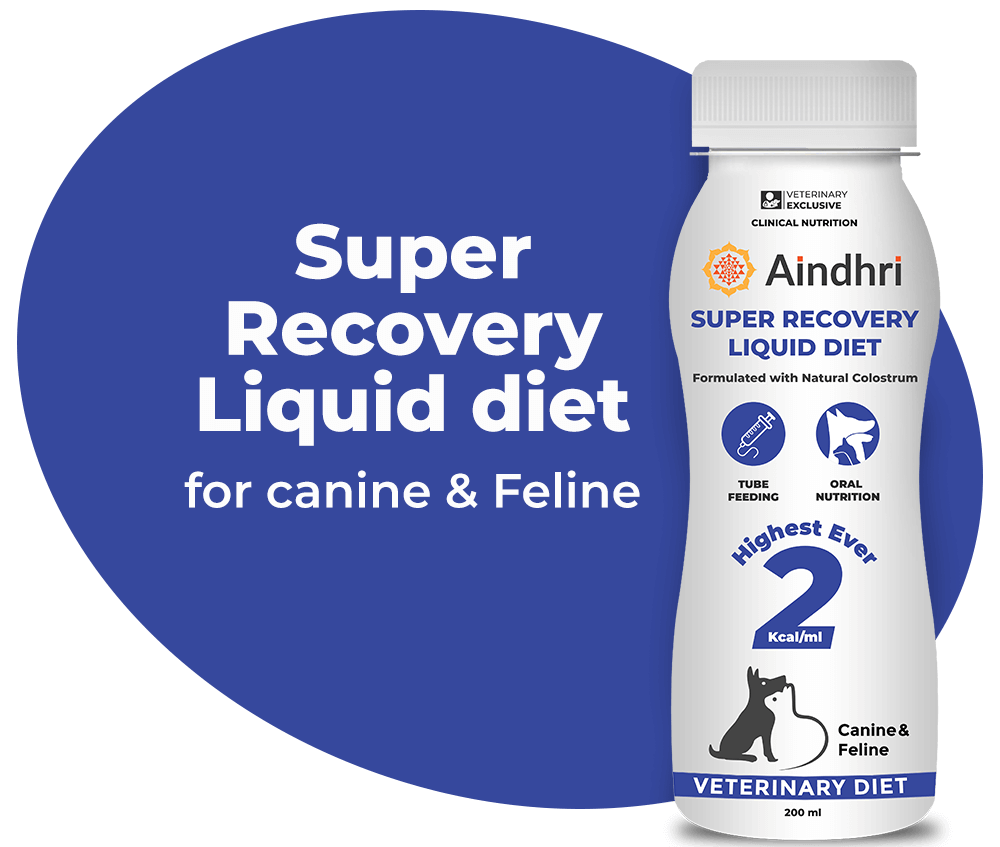 Super
Recovery
Liquid diet
for canine & Feline
VETERINARY
EXCLUSIVE
CLINICAL NUTRITION
Aindhri
SUPER RECOVERY
LIQUID DIET
Formulated with Natural Colostrum
TUBE
FEEDING
ORAL
NUTRITION
Highest Ever
2
Kcal/ml
Canine &
Feline
VETERINARY DIET
200 ml